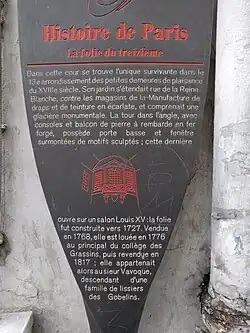 Histoire de Paris
La folie du treizième
Dans cette cour se trouve l'unique survivante dans le
13e arrondissement des petites demeures de plaisance
du XVIIIe siècle. Son jardin s'étendait rue de la Reine
Blanche, contre les magasins de la Manufacture de
draps et de teinture en écarlate, et comprenait une
glacière monumentale. La tour dans l'angle, avec
consoles et balcon de pierre à rembarde en fer
forgé, possède porte basse et fenêtre
surmontées de motifs sculptés ; cette dernière
ouvre sur un salon Louis XV : la folie
fut construite vers 1727. Vendue
en 1768, elle est louée en 1776
au principal du collège des
Grassins, puis revendue en
1817 ; elle appartenait
alors au sieur Vavoque,
descendant d'une
famille de lissiers
des Gobelins.